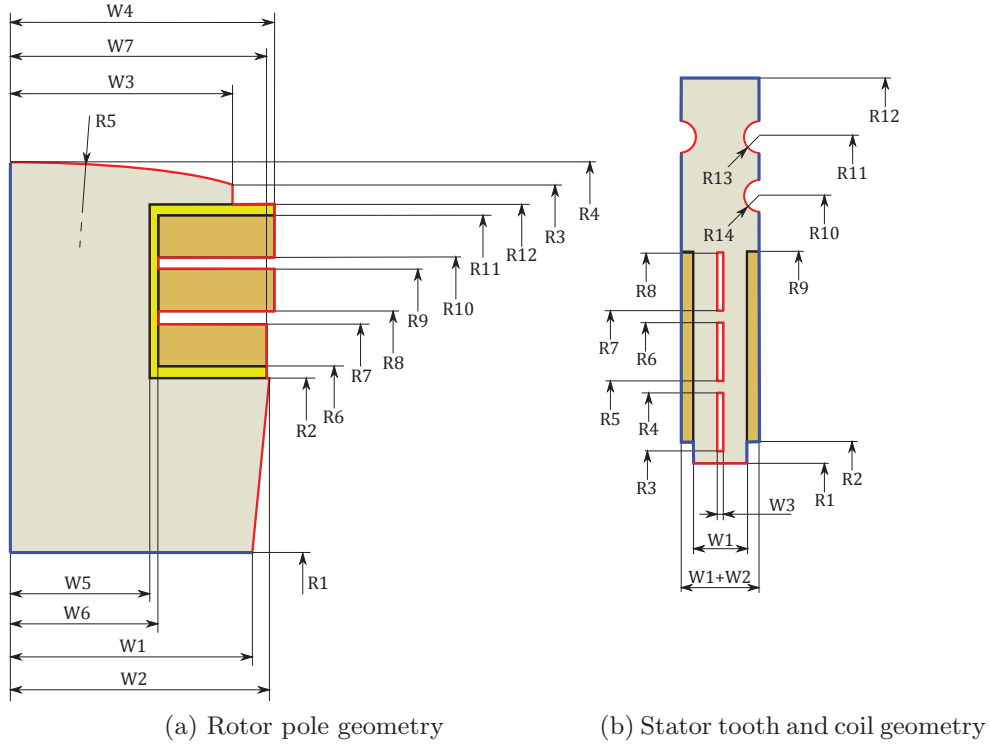 W4
W7
W3
R5
R4
R3
R12
R11
R10
R9
R8
R7
R6
R2
R1
W5
W6
W1
W2
(a) Rotor pole geometry
R12
R11
R13
R10
R14
R9
R8
R7
R6
R5
R4
R3
R2
R1
W3
W1
W1+W2
(b) Stator tooth and coil geometry